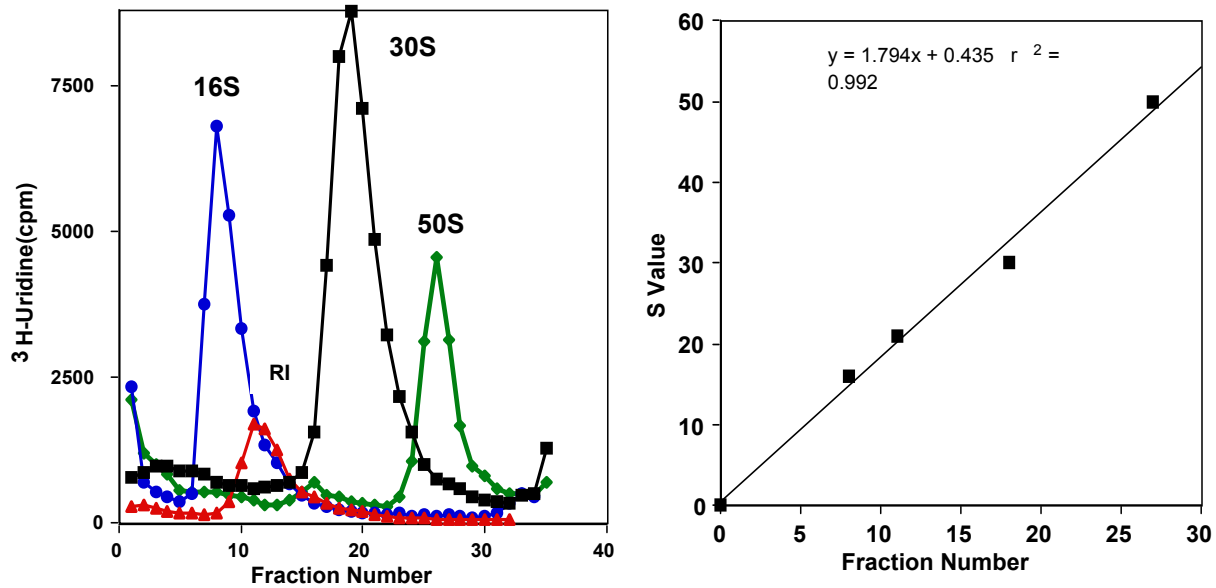 16S
30S
50S
RI
7500
5000
2500
0
³H-Uridine(cpm)
0 10 20 30 40
Fraction Number
y = 1.794x + 0.435 r ² =
0.992
60
50
40
30
20
10
0
S Value
0 5 10 15 20 25 30
Fraction Number